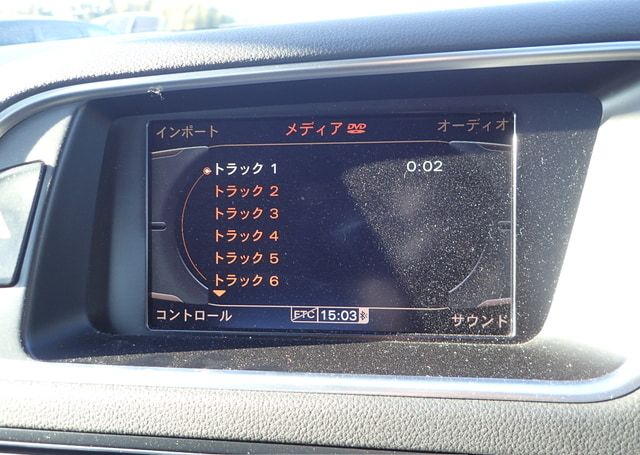 インポート メディア DVD オーディオ
トラック 1 0:02
トラック 2
トラック 3
トラック 4
トラック 5
トラック 6
コントロール ETC 15:03 サウンド